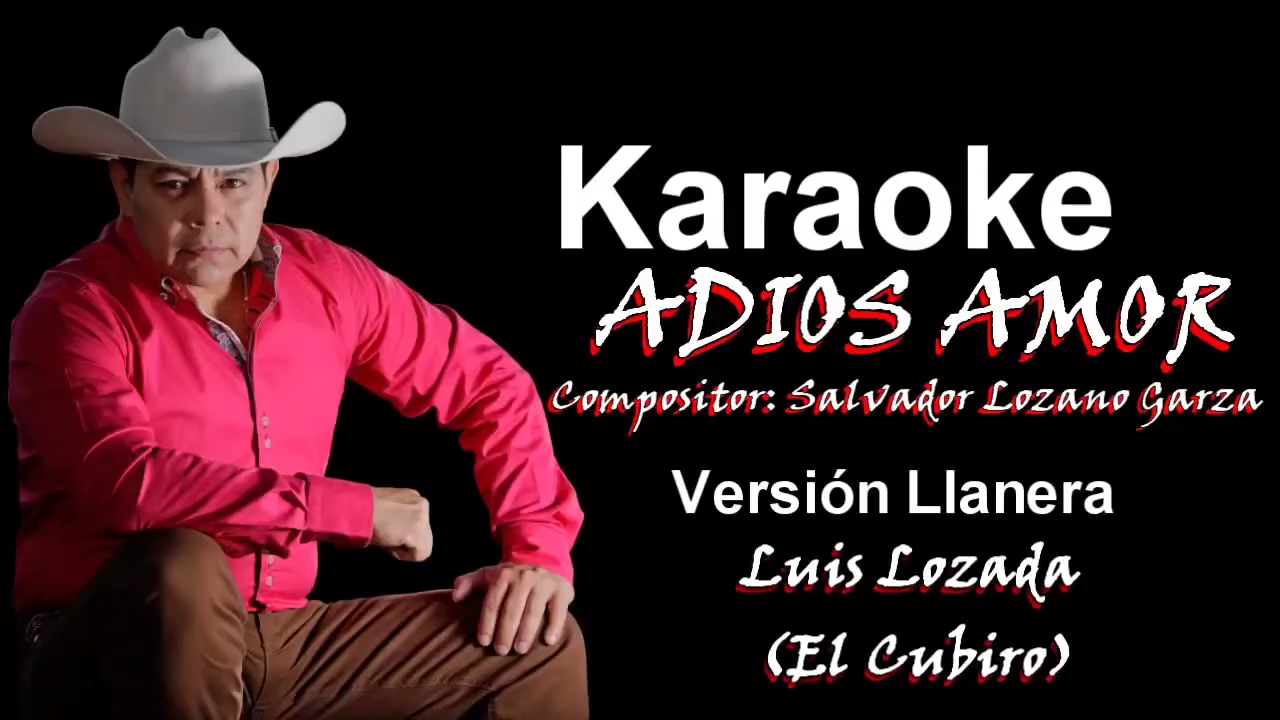 Karaoke
ADIOS AMOR
Compositor: Salvador Lozano Garza
Versión Llanera
Luis Lozada
(El Cubiro)